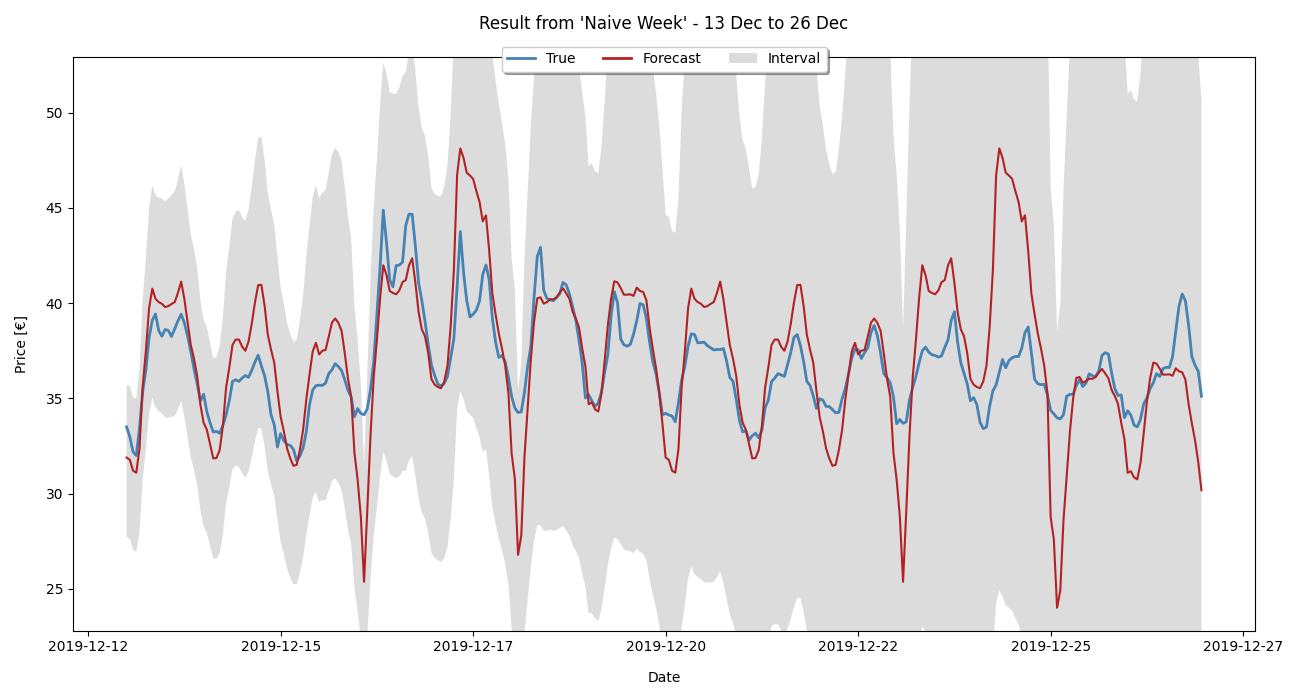 Result from 'Naive Week' - 13 Dec to 26 Dec
True Forecast Interval
Price [€]
50
45
40
35
30
25
2019-12-12 2019-12-15 2019-12-17 2019-12-20 2019-12-22 2019-12-25 2019-12-27
Date